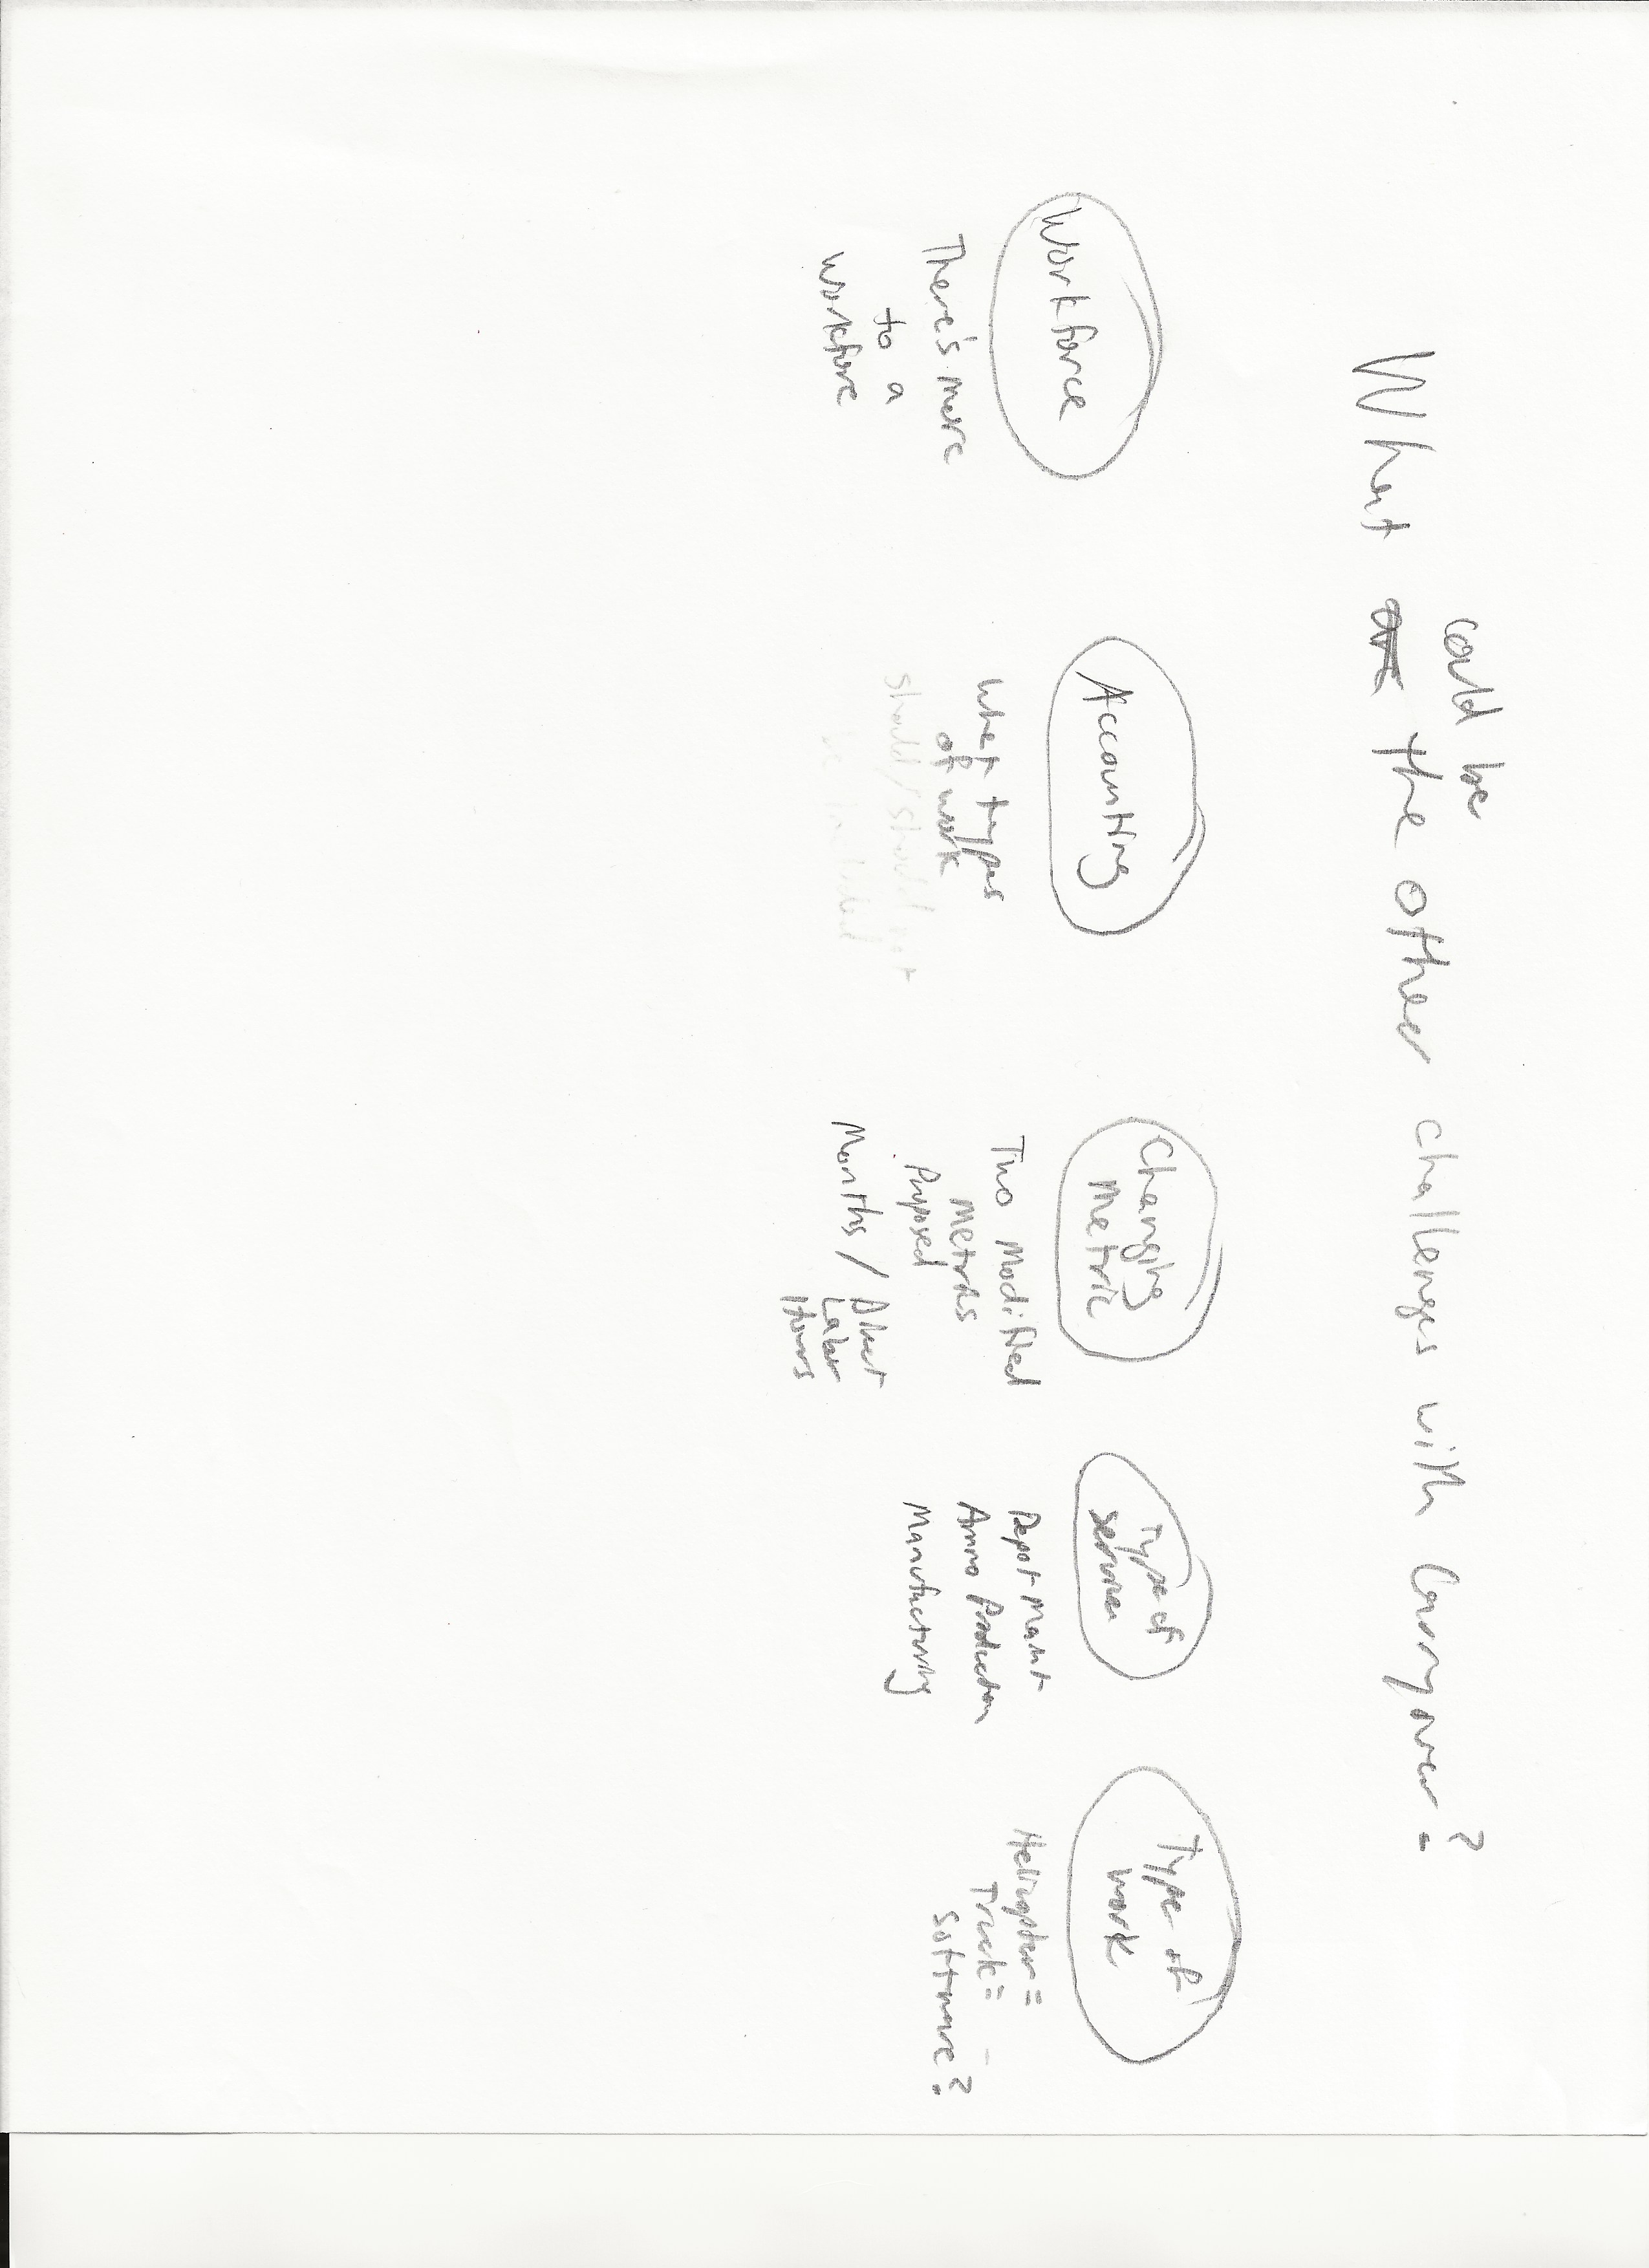 could be
What are the other challenges with Carryover?
Workforce
There's more
to a
workforce
Accounting
What types
of work
should / should not
be included
Changing
Metric
Two Modified
Metrics
Proposed
Months / Direct
Labor
Hours
Type of
service
Depot Maint
Ammo Production
Manufacturing
Type of
work
Helicopter =
Truck =
Software?